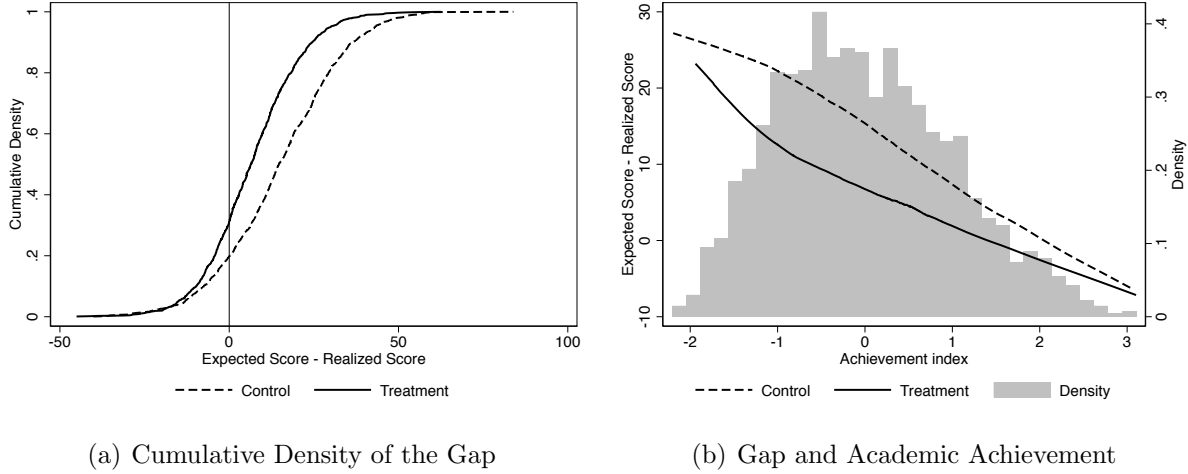 Cumulative Density
1
.8
.6
.4
.2
0
-50
0
50
100
Expected Score - Realized Score
Control
Treatment
(a) Cumulative Density of the Gap
Expected Score - Realized Score
30
20
10
0
-10
.4
.3
.2
.1
0
Density
-2
-1
0
1
2
3
Achievement index
Control
Treatment
Density
(b) Gap and Academic Achievement